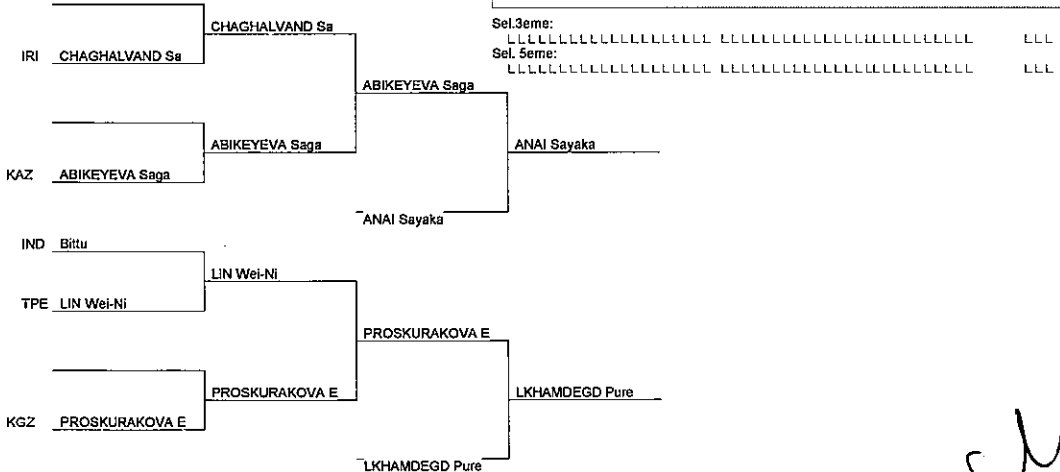 CHAGHALVAND Sa
Sel.3eme:
IRI CHAGHALVAND Sa
Sel. 5eme:
ABIKEYEVA Saga
ABIKEYEVA Saga
ANAI Sayaka
KAZ ABIKEYEVA Saga
ANAI Sayaka
IND Bittu
LIN Wei-Ni
TPE LIN Wei-Ni
PROSKURAKOVA E
PROSKURAKOVA E
LKHAMDEGD Pure
KGZ PROSKURAKOVA E
LKHAMDEGD Pure